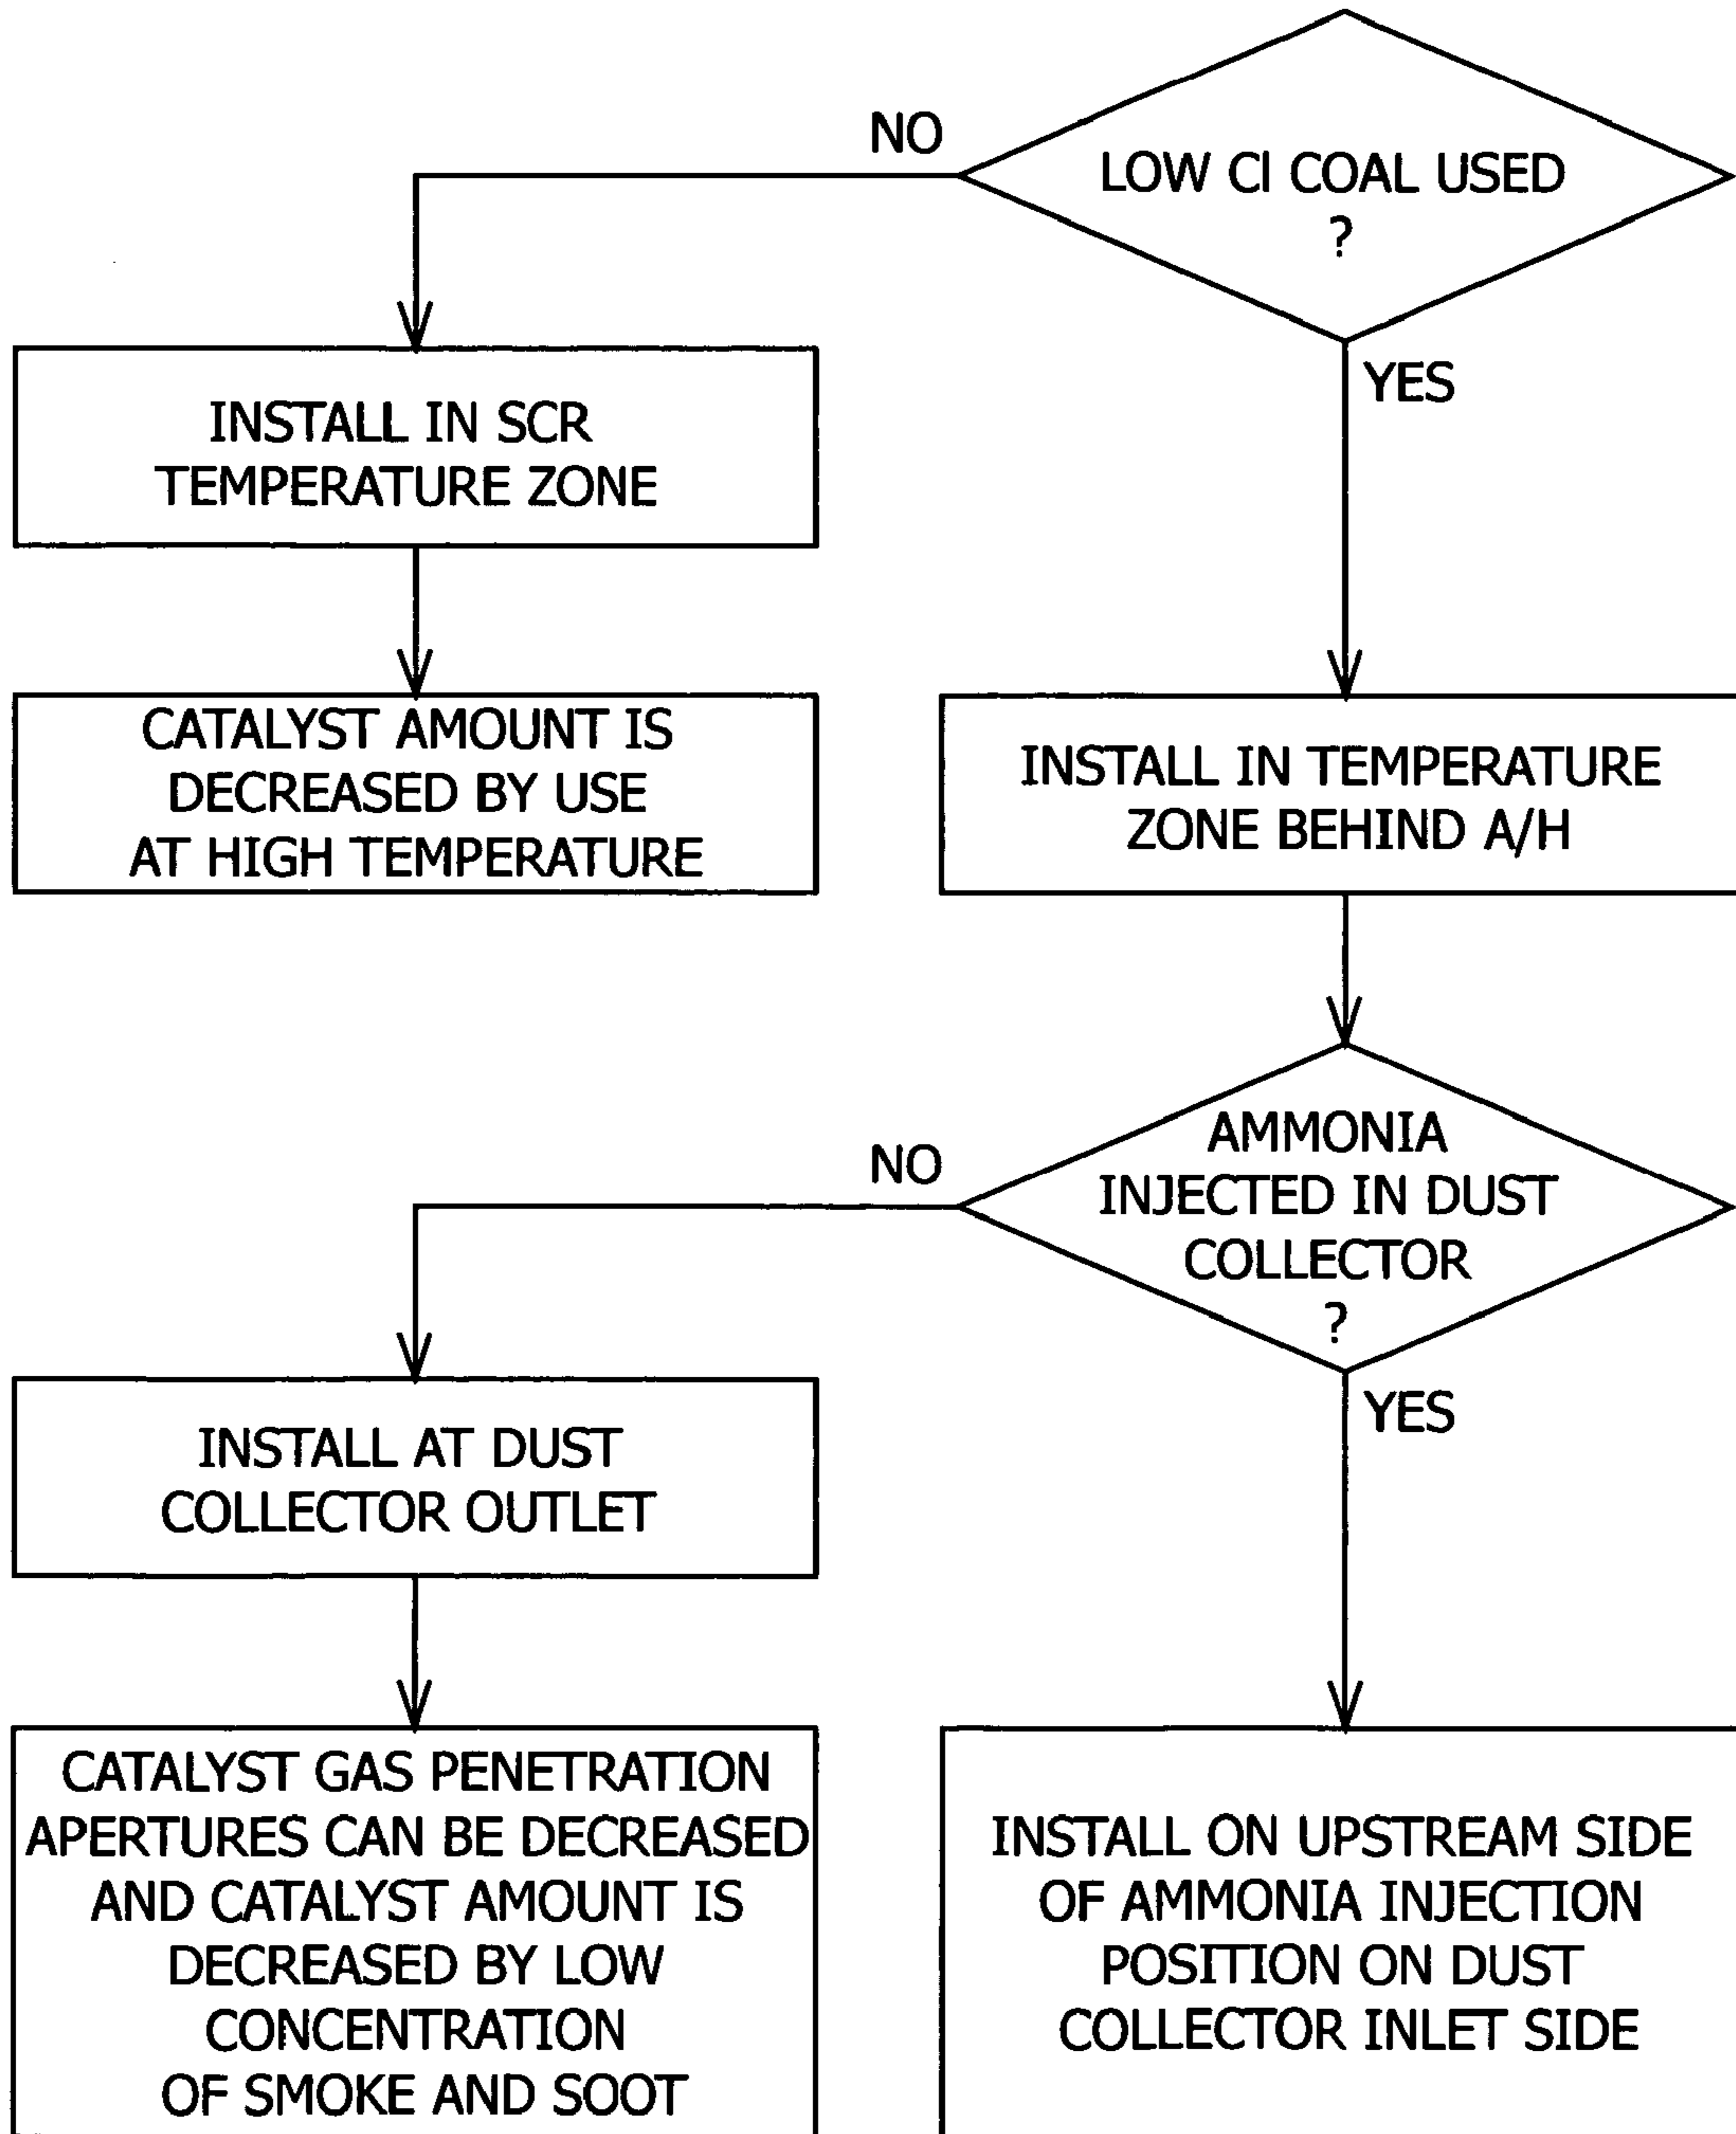 LOW Cl COAL USED
?
NO
YES
INSTALL IN SCR
TEMPERATURE ZONE
CATALYST AMOUNT IS
DECREASED BY USE
AT HIGH TEMPERATURE
INSTALL IN TEMPERATURE
ZONE BEHIND A/H
AMMONIA
INJECTED IN DUST
COLLECTOR
?
NO
YES
INSTALL AT DUST
COLLECTOR OUTLET
CATALYST GAS PENETRATION
APERTURES CAN BE DECREASED
AND CATALYST AMOUNT IS
DECREASED BY LOW
CONCENTRATION
OF SMOKE AND SOOT
INSTALL ON UPSTREAM SIDE
OF AMMONIA INJECTION
POSITION ON DUST
COLLECTOR INLET SIDE